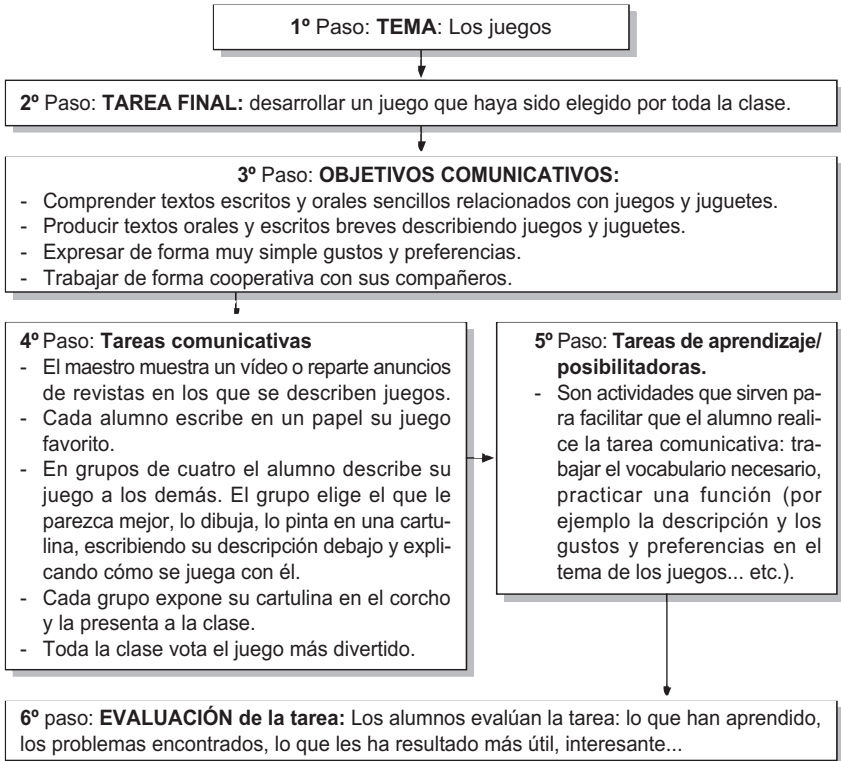 1º Paso: TEMA: Los juegos
2º Paso: TAREA FINAL: desarrollar un juego que haya sido elegido por toda la clase.
3º Paso: OBJETIVOS COMUNICATIVOS:
- Comprender textos escritos y orales sencillos relacionados con juegos y juguetes.
- Producir textos orales y escritos breves describiendo juegos y juguetes.
- Expresar de forma muy simple gustos y preferencias.
- Trabajar de forma cooperativa con sus compañeros.
4º Paso: Tareas comunicativas
- El maestro muestra un vídeo o reparte anuncios
de revistas en los que se describen juegos.
- Cada alumno escribe en un papel su juego
favorito.
- En grupos de cuatro el alumno describe su
juego a los demás. El grupo elige el que le
parezca mejor, lo dibuja, lo pinta en una cartu-
lina, escribiendo su descripción debajo y expli-
cando cómo se juega con él.
- Cada grupo expone su cartulina en el corcho
y la presenta a la clase.
- Toda la clase vota el juego más divertido.
5º Paso: Tareas de aprendizaje/
posibilitadoras.
- Son actividades que sirven pa-
ra facilitar que el alumno reali-
ce la tarea comunicativa: tra-
bajar el vocabulario necesario,
practicar una función (por
ejemplo la descripción y los
gustos y preferencias en el
tema de los juegos... etc.).
6º paso: EVALUACIÓN de la tarea: Los alumnos evalúan la tarea: lo que han aprendido,
los problemas encontrados, lo que les ha resultado más útil, interesante...